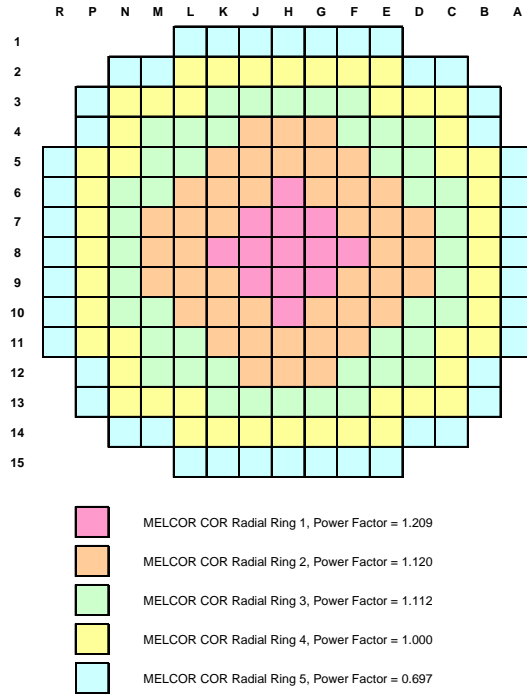 R P N M L K J H G F E D C B A
1
2
3
4
5
6
7
8
9
10
11
12
13
14
15
MELCOR COR Radial Ring 1, Power Factor = 1.209
MELCOR COR Radial Ring 2, Power Factor = 1.120
MELCOR COR Radial Ring 3, Power Factor = 1.112
MELCOR COR Radial Ring 4, Power Factor = 1.000
MELCOR COR Radial Ring 5, Power Factor = 0.697